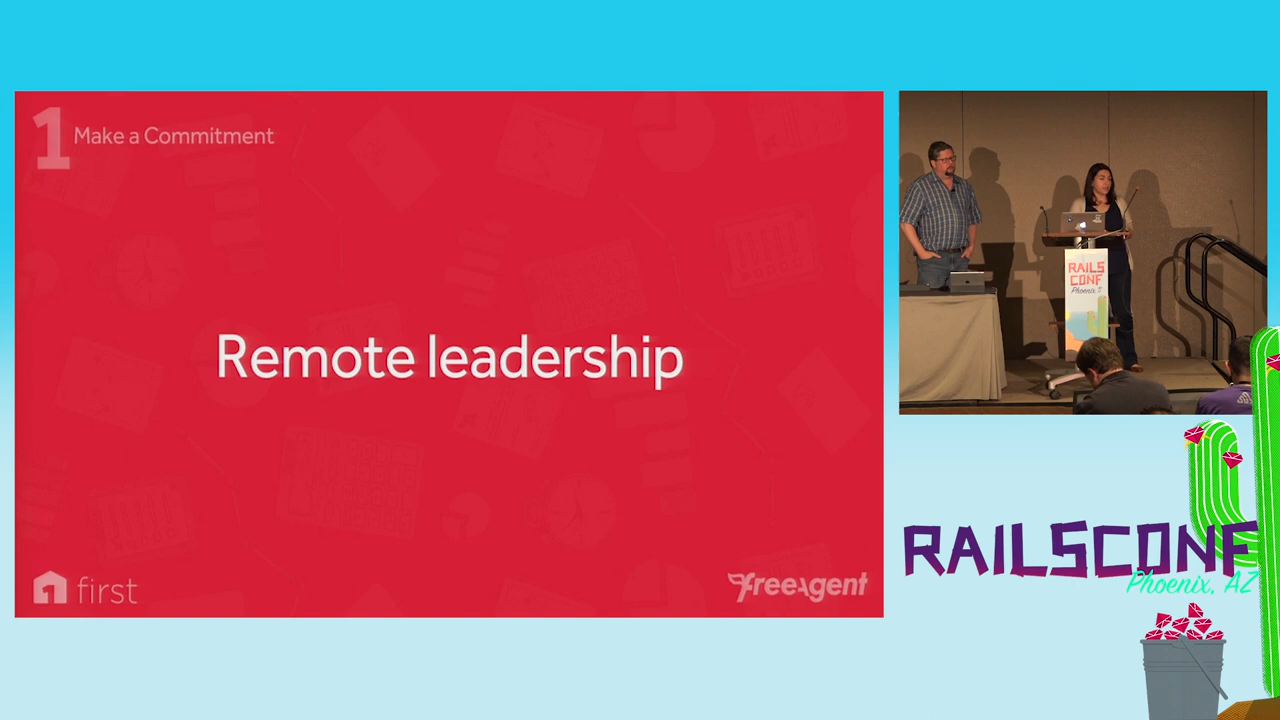 1 Make a Commitment
Remote leadership
first
freeagent
RAILS
CONF
Phoenix
RAILSCONF
Phoenix, AZ